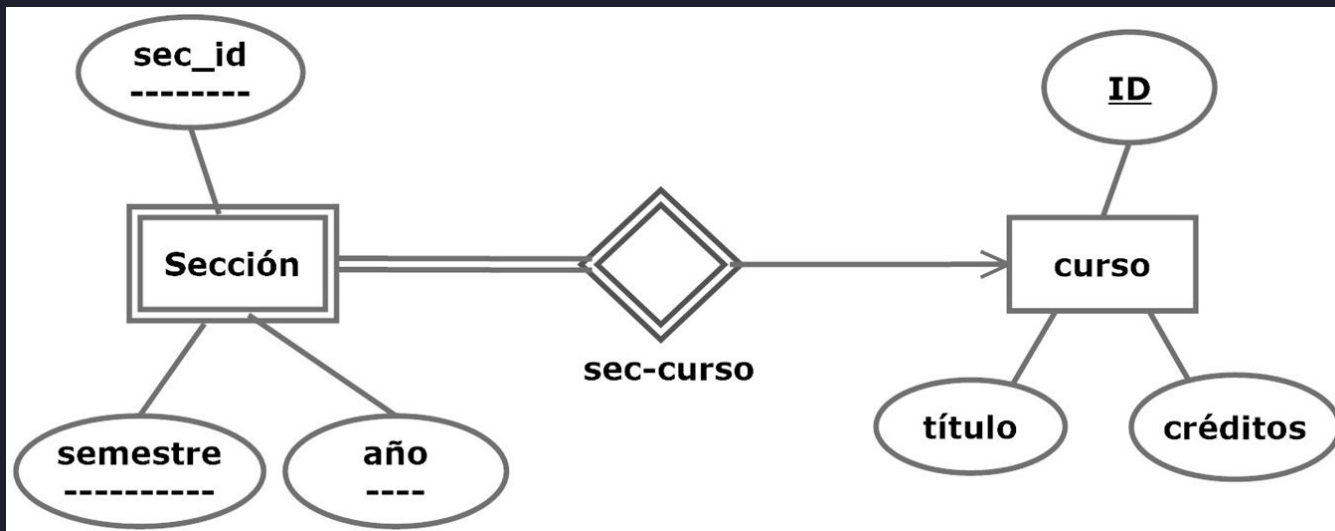 sec_id
--------
ID
Sección
curso
sec-curso
semestre
----------
año
----
título
créditos